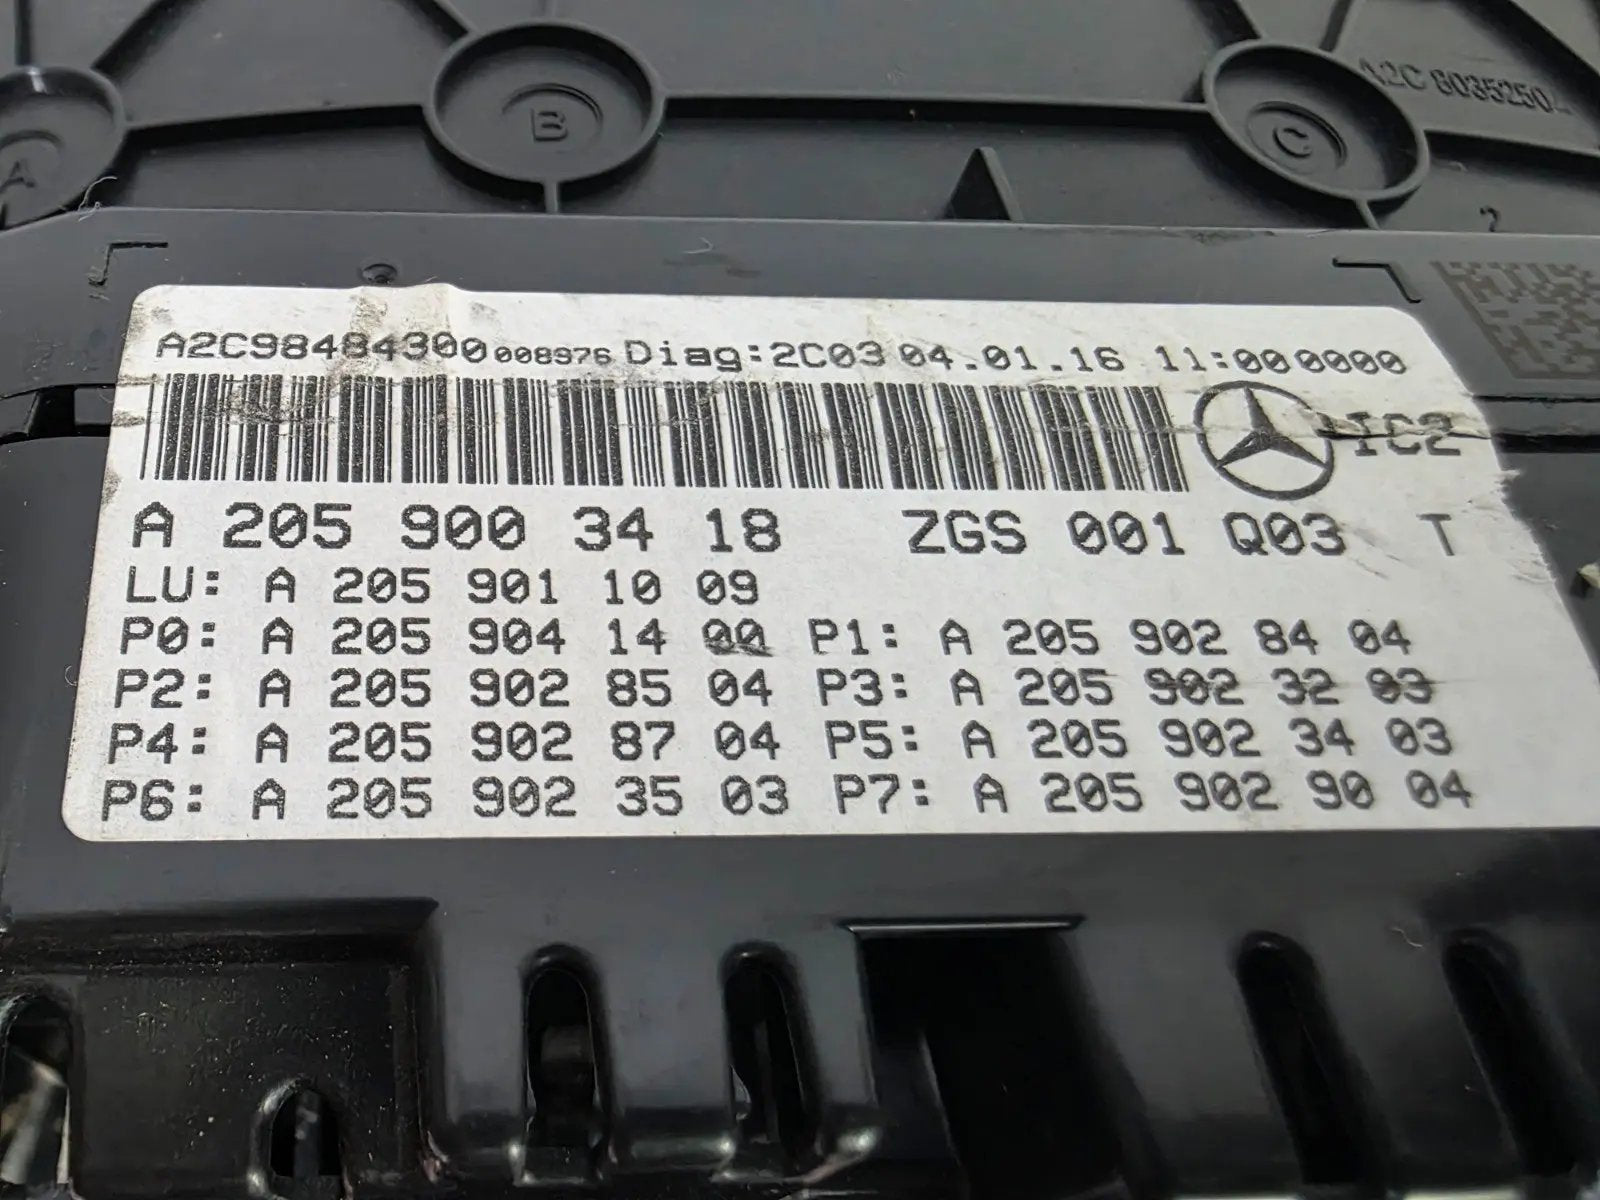 A
B
C
A2C 8035250
2
A2C98484300 008976 Diag:2C03 04.01.16 11:000000
IC2
A 205 900 34 18 ZGS 001 Q03 T
LU: A 205 901 10 09
P0: A 205 904 14 00 P1: A 205 902 84 04
P2: A 205 902 85 04 P3: A 205 902 32 03
P4: A 205 902 87 04 P5: A 205 902 34 03
P6: A 205 902 35 03 P7: A 205 902 90 04